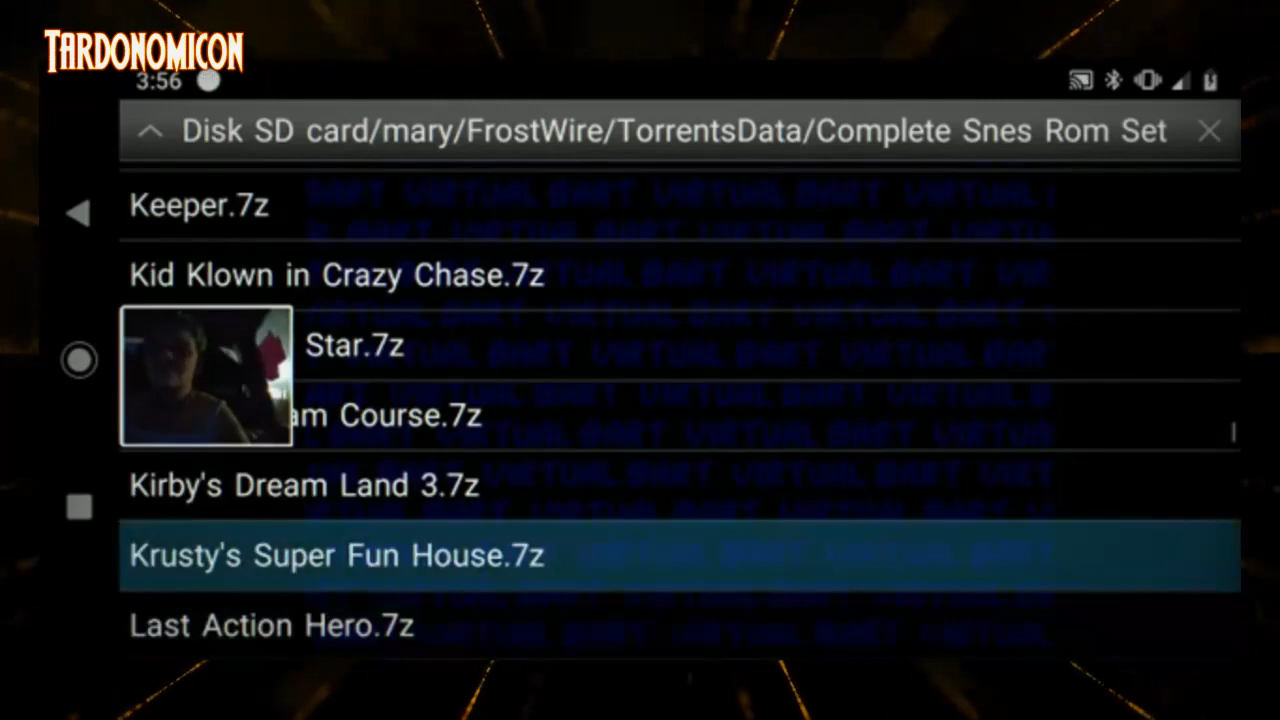 TARDONOMICON
3:56
Disk SD card/mary/FrostWire/TorrentsData/Complete Snes Rom Set
Keeper.7z
Kid Klown in Crazy Chase.7z
Star.7z
Course.7z
Kirby's Dream Land 3.7z
Krusty's Super Fun House.7z
Last Action Hero.7z